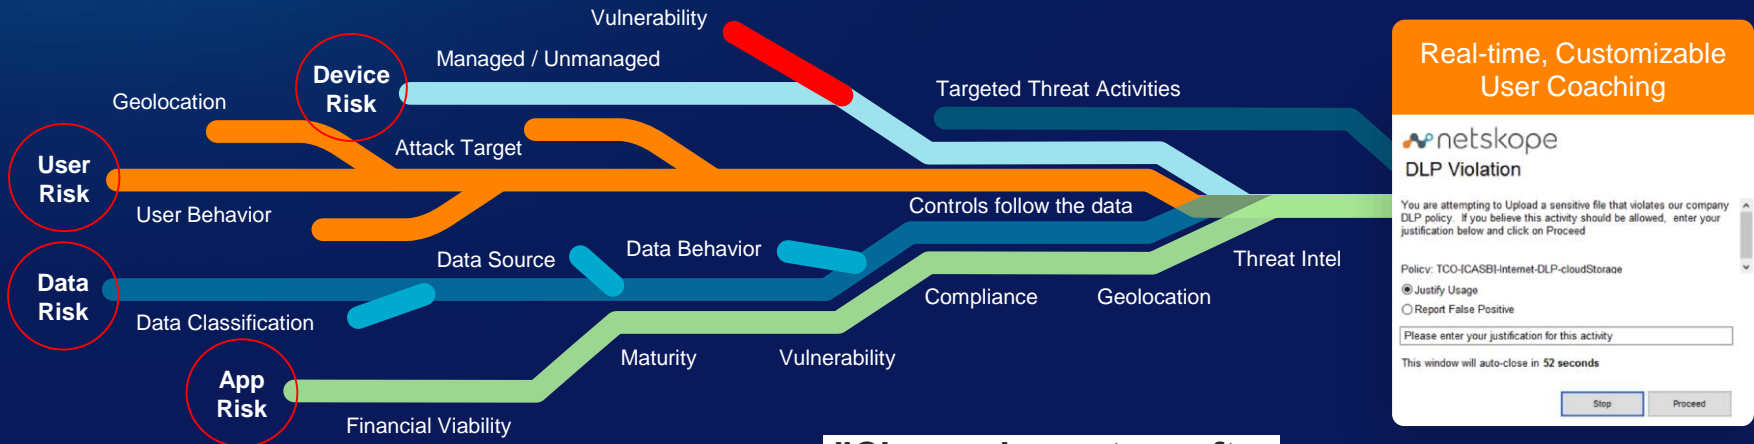 Vulnerability
Managed / Unmanaged
Device
Risk
Geolocation
Targeted Threat Activities
Attack Target
User
Risk
User Behavior
Controls follow the data
Data Source
Data Behavior
Threat Intel
Data
Risk
Data Classification
Compliance
Geolocation
Maturity
Vulnerability
App
Risk
Financial Viability
Real-time, Customizable
User Coaching
netskope
DLP Violation
You are attempting to Upload a sensitive file that violates our company
DLP policy. If you believe this activity should be allowed, enter your
justification below and click on Proceed
Policy: TCO-[CASB]-Internet-DLP-cloudStorage
Justify Usage
Report False Positive
Please enter your justification for this activity
This window will auto-close in 52 seconds
Stop
Proceed